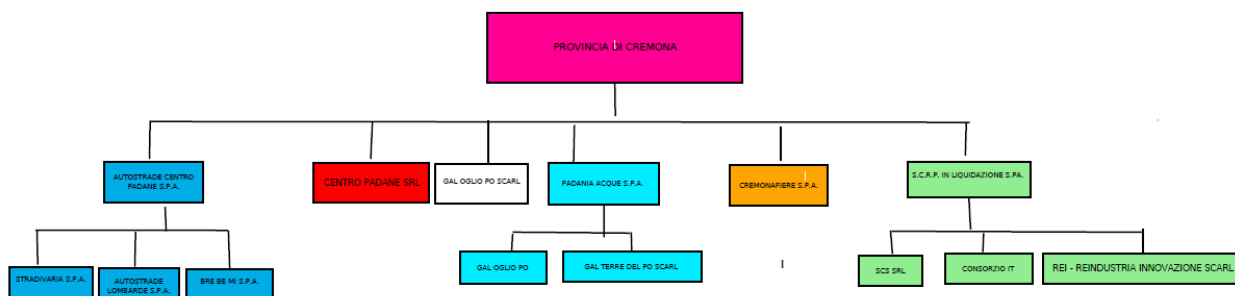 PROVINCIA DI CREMONA
AUTOSTRADE CENTRO
PADANE S.P.A.
CENTRO PADANE SRL
GAL OGLIO PO SCARL
PADANIA ACQUE S.P.A.
CREMONAFIERE S.P.A.
S.C.R.P. IN LIQUIDAZIONE S.P.A.
STRADIVARIA S.P.A.
AUTOSTRADE
LOMBARDE S.P.A.
BRE BE MI S.P.A.
GAL OGLIO PO
GAL TERRE DEL PO SCARL
SCS SRL
CONSORZIO IT
REI - REINDUSTRIA INNOVAZIONE SCARL